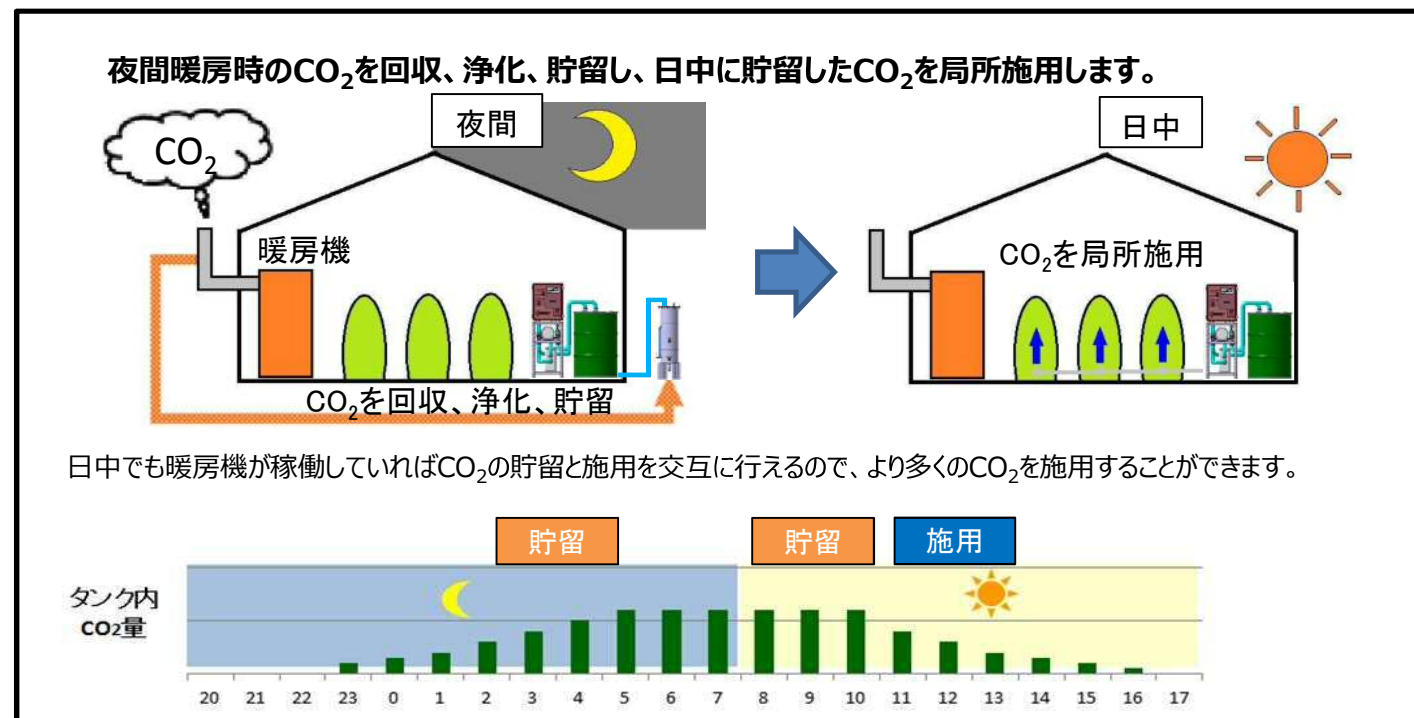 夜間暖房時のCO₂を回収、浄化、貯留し、日中に貯留したCO₂を局所施用します。
夜間
CO₂
暖房機
CO₂を回収、浄化、貯留
日中
CO₂を局所施用
日中でも暖房機が稼働していればCO₂の貯留と施用を交互に行えるので、より多くのCO₂を施用することができます。
貯留 貯留 施用
タンク内
CO2量
20 21 22 23 0 1 2 3 4 5 6 7 8 9 10 11 12 13 14 15 16 17